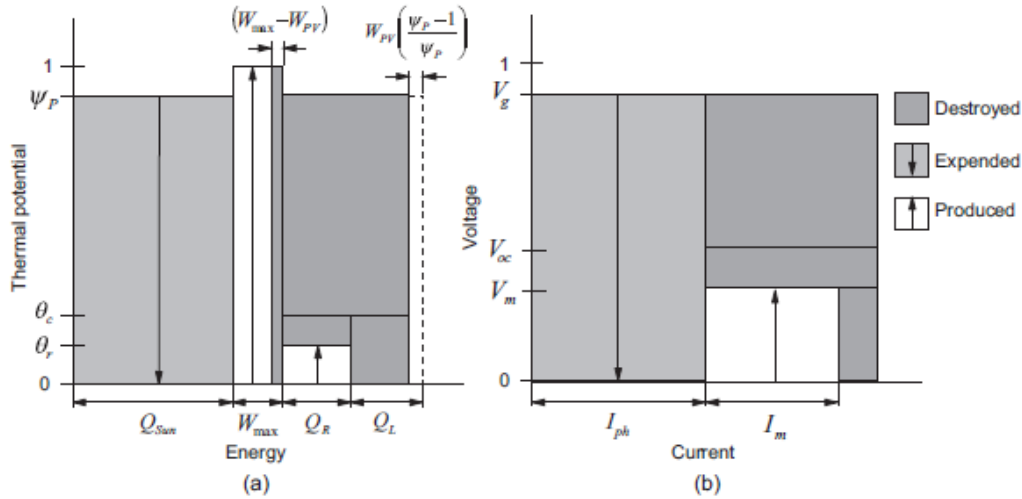 (W_max − W_PV)
W_PV((ψ_P − 1)/ψ_P)
1
ψ_P
θ_c
θ_r
0
Thermal potential
Q_Sun
W_max
Q_R
Q_L
Energy
(a)
V_g
V_oc
V_m
0
Voltage
I_ph
I_m
Current
(b)
Destroyed
Expended
Produced